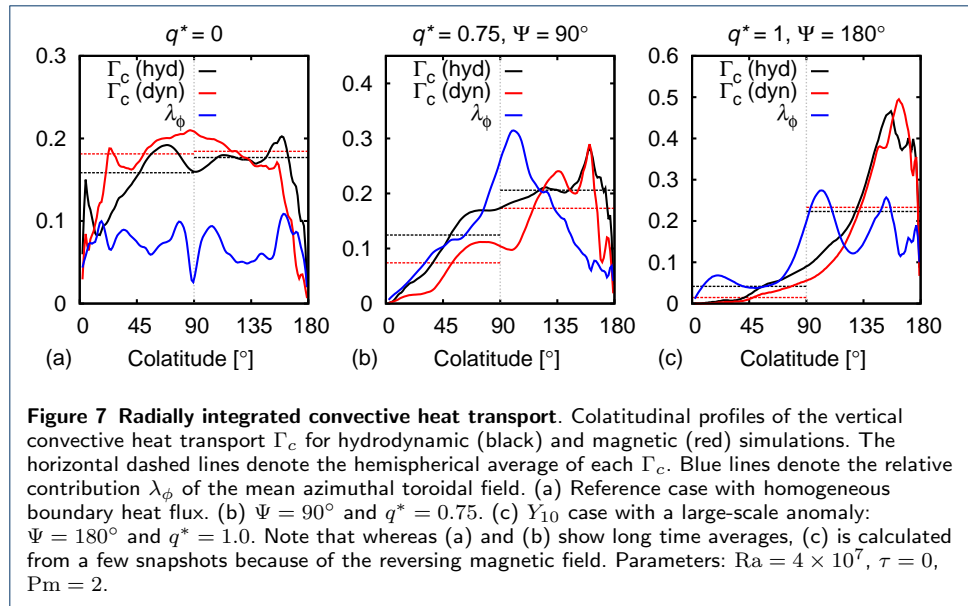 q* = 0
q* = 0.75, Ψ = 90°
q* = 1, Ψ = 180°
0.3
0.2
0.1
0
Γc (hyd)
Γc (dyn)
λϕ
0 45 90 135 180
(a) Colatitude [°]
0.4
0.3
0.2
0.1
0
Γc (hyd)
Γc (dyn)
λϕ
0 45 90 135 180
(b) Colatitude [°]
0.6
0.5
0.4
0.3
0.2
0.1
0
Γc (hyd)
Γc (dyn)
λϕ
0 45 90 135 180
(c) Colatitude [°]
Figure 7 Radially integrated convective heat transport. Colatitudinal profiles of the vertical
convective heat transport Γc for hydrodynamic (black) and magnetic (red) simulations. The
horizontal dashed lines denote the hemispherical average of each Γc. Blue lines denote the relative
contribution λϕ of the mean azimuthal toroidal field. (a) Reference case with homogeneous
boundary heat flux. (b) Ψ = 90° and q* = 0.75. (c) Y10 case with a large-scale anomaly:
Ψ = 180° and q* = 1.0. Note that whereas (a) and (b) show long time averages, (c) is calculated
from a few snapshots because of the reversing magnetic field. Parameters: Ra = 4 × 10⁷, τ = 0,
Pm = 2.